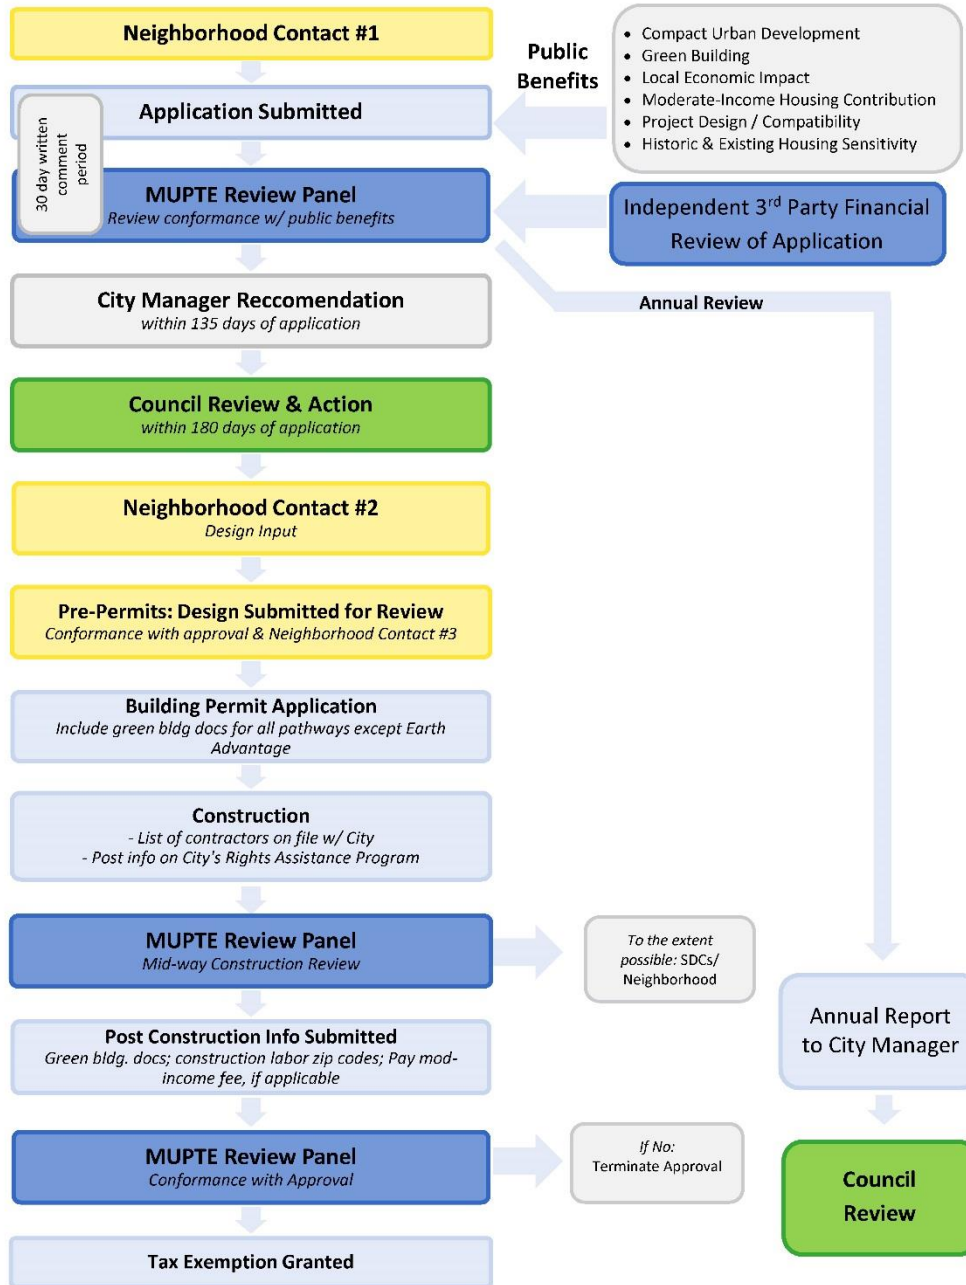 Neighborhood Contact #1
Public
Benefits
• Compact Urban Development
• Green Building
• Local Economic Impact
• Moderate-Income Housing Contribution
• Project Design / Compatibility
• Historic & Existing Housing Sensitivity
Application Submitted
30 day written
comment
period
MUPTE Review Panel
Review conformance w/ public benefits
Independent 3rd Party Financial
Review of Application
Annual Review
City Manager Reccomendation
within 135 days of application
Council Review & Action
within 180 days of application
Neighborhood Contact #2
Design Input
Pre-Permits: Design Submitted for Review
Conformance with approval & Neighborhood Contact #3
Building Permit Application
Include green bldg docs for all pathways except Earth
Advantage
Construction
- List of contractors on file w/ City
- Post info on City's Rights Assistance Program
MUPTE Review Panel
Mid-way Construction Review
To the extent
possible: SDCs/
Neighborhood
Post Construction Info Submitted
Green bldg. docs; construction labor zip codes; Pay mod-
income fee, if applicable
Annual Report
to City Manager
MUPTE Review Panel
Conformance with Approval
If No:
Terminate Approval
Council
Review
Tax Exemption Granted